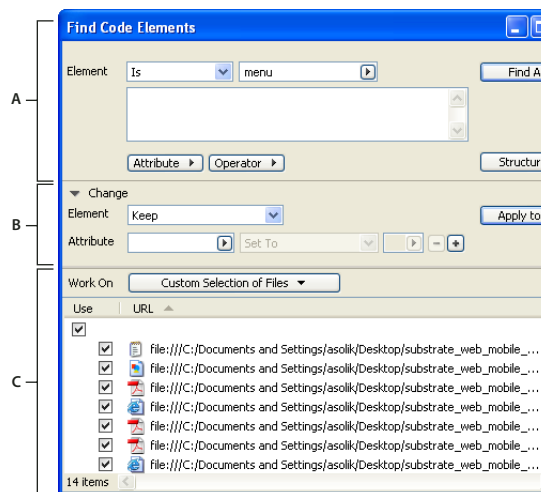 Find Code Elements
A
Element Is menu Find A
Attribute Operator Structur
B
Change
Element Keep Apply to
Attribute Set To
C
Work On Custom Selection of Files
Use URL
file:///C:/Documents and Settings/asolik/Desktop/substrate_web_mobile_...
file:///C:/Documents and Settings/asolik/Desktop/substrate_web_mobile_...
file:///C:/Documents and Settings/asolik/Desktop/substrate_web_mobile_...
file:///C:/Documents and Settings/asolik/Desktop/substrate_web_mobile_...
file:///C:/Documents and Settings/asolik/Desktop/substrate_web_mobile_...
file:///C:/Documents and Settings/asolik/Desktop/substrate_web_mobile_...
file:///C:/Documents and Settings/asolik/Desktop/substrate_web_mobile_...
14 items